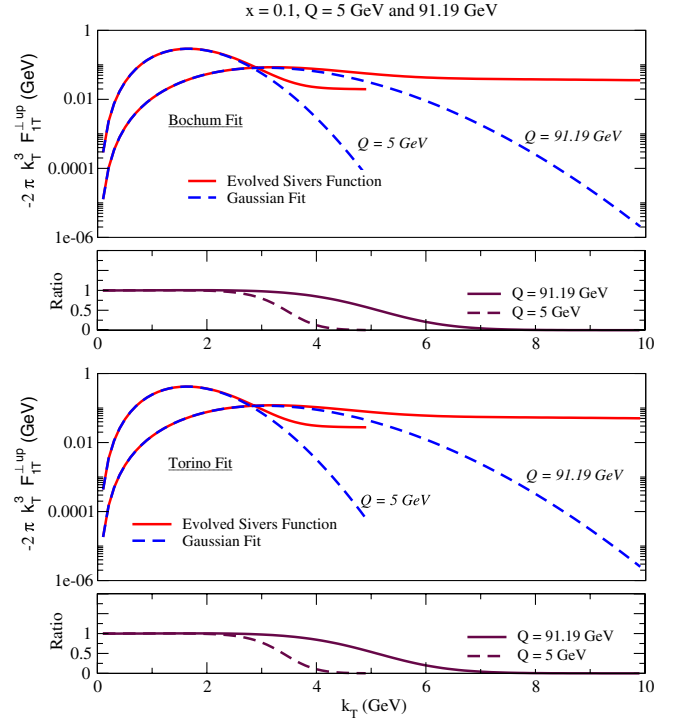 x = 0.1, Q = 5 GeV and 91.19 GeV
-2 π k_T^3 F_{1T}^{⊥up} (GeV)
1
0.01
0.0001
1e-06
Bochum Fit
Q = 5 GeV
Q = 91.19 GeV
Evolved Sivers Function
Gaussian Fit
Ratio
1
0.5
0
Q = 91.19 GeV
Q = 5 GeV
0 2 4 6 8 10
-2 π k_T^3 F_{1T}^{⊥up} (GeV)
1
0.01
0.0001
1e-06
Torino Fit
Q = 5 GeV
Q = 91.19 GeV
Evolved Sivers Function
Gaussian Fit
Ratio
1
0.5
0
Q = 91.19 GeV
Q = 5 GeV
0 2 4 6 8 10
k_T (GeV)